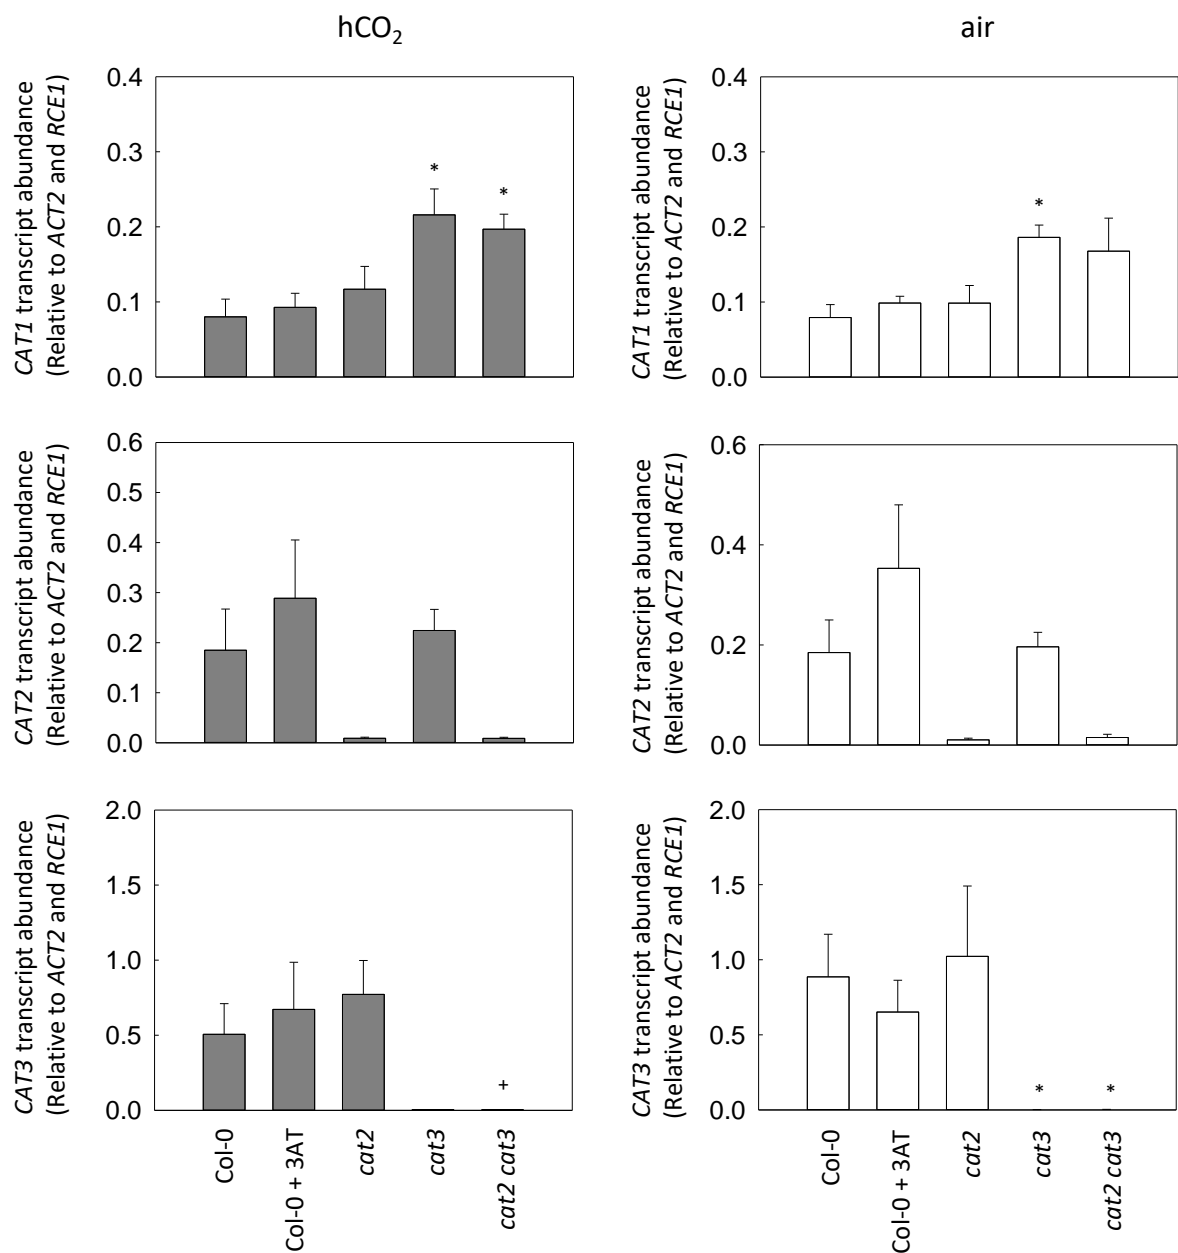 hCO₂
air
CAT1 transcript abundance
(Relative to ACT2 and RCE1)
0.4
0.3
0.2
0.1
0.0
*
*
CAT1 transcript abundance
(Relative to ACT2 and RCE1)
0.4
0.3
0.2
0.1
0.0
*
CAT2 transcript abundance
(Relative to ACT2 and RCE1)
0.6
0.5
0.4
0.3
0.2
0.1
0.0
CAT2 transcript abundance
(Relative to ACT2 and RCE1)
0.6
0.4
0.2
0.0
CAT3 transcript abundance
(Relative to ACT2 and RCE1)
2.0
1.5
1.0
0.5
0.0
+
CAT3 transcript abundance
(Relative to ACT2 and RCE1)
2.0
1.5
1.0
0.5
0.0
*
*
Col-0
Col-0 + 3AT
cat2
cat3
cat2 cat3
Col-0
Col-0 + 3AT
cat2
cat3
cat2 cat3